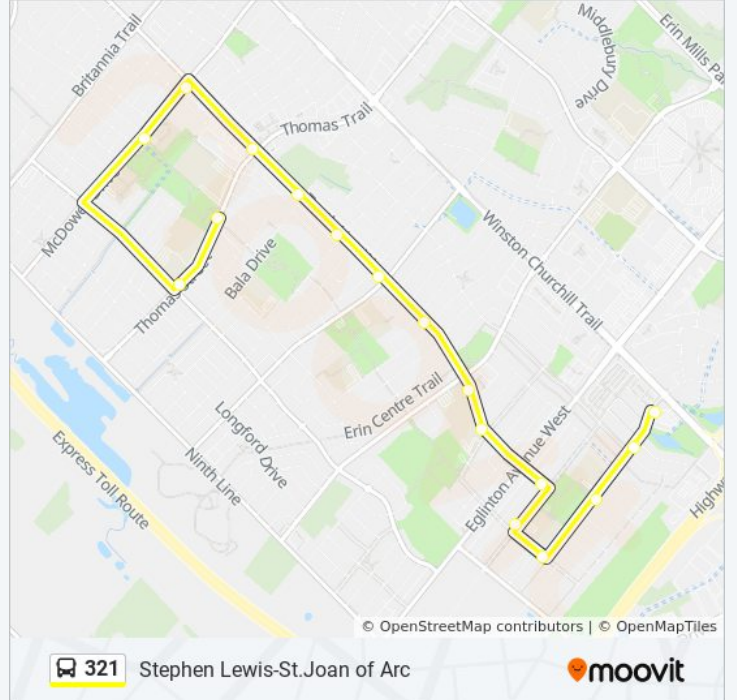 Britannia Trail
Middlebury Drive
Erin Mills Pa
Thomas Trail
McDowe
Bala Drive
Winston Churchill Trail
Thomas
Erin Centre Trail
Longford Drive
Ninth Line
Express Toll Route
Eglinton Avenue West
Highw
© OpenStreetMap contributors | © OpenMapTiles
321 Stephen Lewis-St.Joan of Arc
moovit